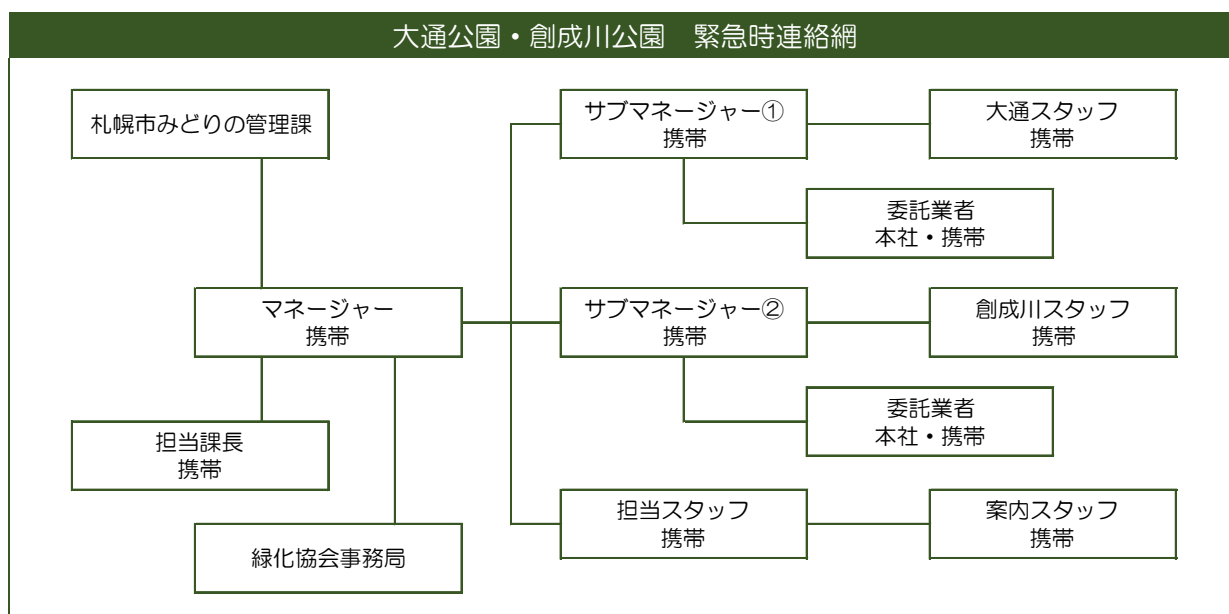 大通公園・創成川公園　緊急時連絡網
札幌市みどりの管理課
サブマネージャー①
携帯
大通スタッフ
携帯
委託業者
本社・携帯
マネージャー
携帯
サブマネージャー②
携帯
創成川スタッフ
携帯
委託業者
本社・携帯
担当課長
携帯
担当スタッフ
携帯
案内スタッフ
携帯
緑化協会事務局